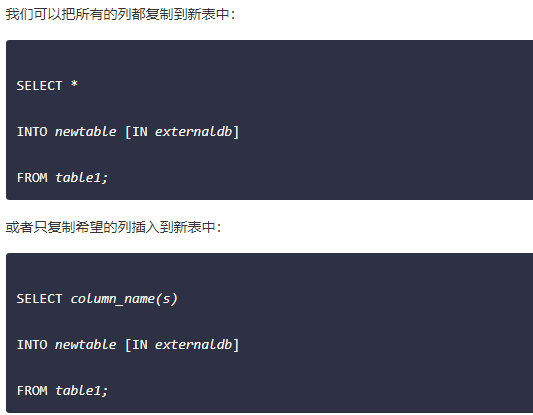 我们可以把所有的列都复制到新表中：
SELECT *
INTO newtable [IN externaldb]
FROM table1;
或者只复制希望的列插入到新表中：
SELECT column_name(s)
INTO newtable [IN externaldb]
FROM table1;